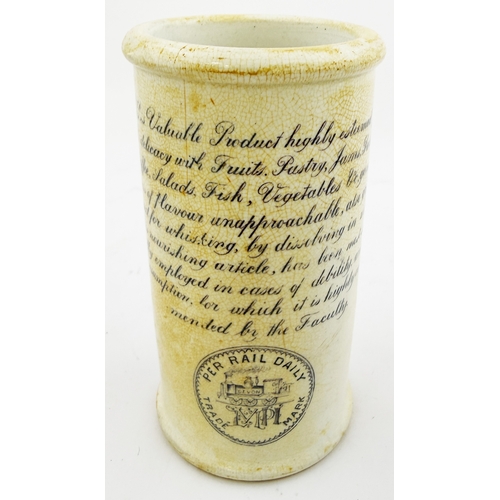 Valuable Product highly esteemed
with Fruits, Pastry, Jams,
Salads, Fish, Vegetables &c
of flavour unapproachable, also
for whisking, by dissolving in
nourishing article, has been
employed in cases of debility,
for which it is highly
mended by the Faculty.
PER RAIL DAILY
TRADE MARK